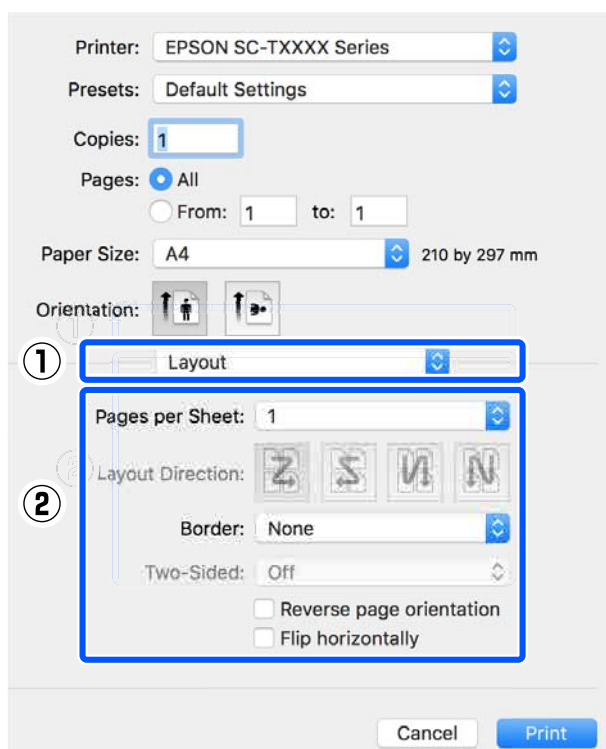 Printer: EPSON SC-TXXXX Series
Presets: Default Settings
Copies: 1
Pages: All
From: 1 to: 1
Paper Size: A4 210 by 297 mm
Orientation:
① Layout
Pages per Sheet: 1
② Layout Direction:
Border: None
Two-Sided: Off
Reverse page orientation
Flip horizontally
Cancel Print